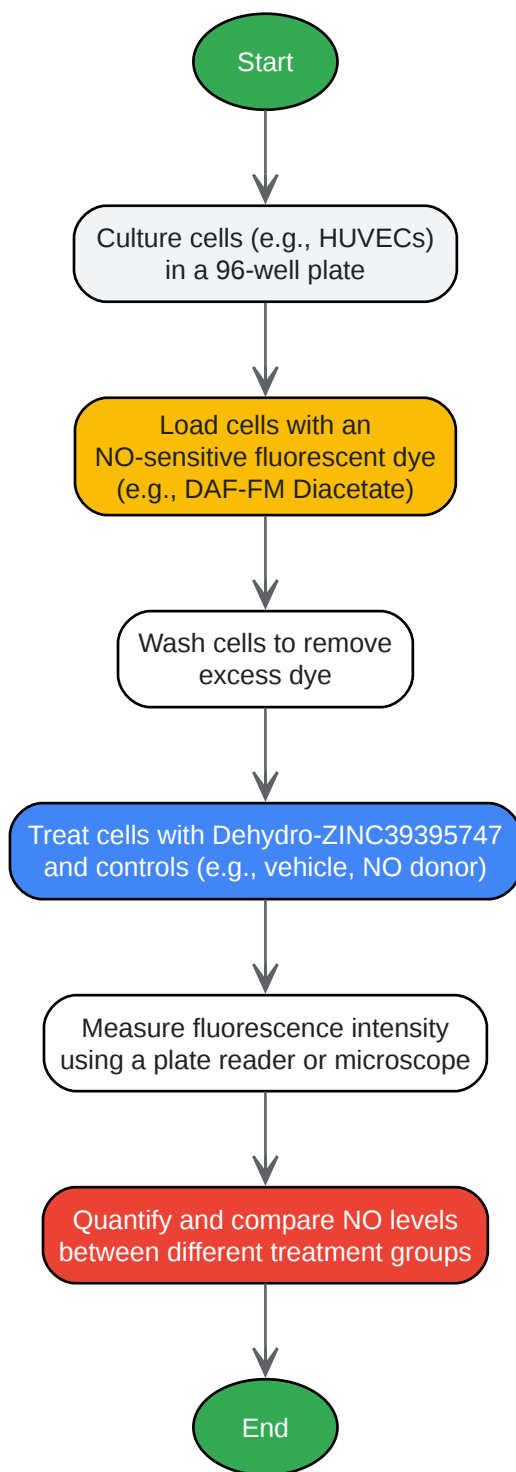 Start
Culture cells (e.g., HUVECs)
in a 96-well plate
Load cells with an
NO-sensitive fluorescent dye
(e.g., DAF-FM Diacetate)
Wash cells to remove
excess dye
Treat cells with Dehydro-ZINC39395747
and controls (e.g., vehicle, NO donor)
Measure fluorescence intensity
using a plate reader or microscope
Quantify and compare NO levels
between different treatment groups
End